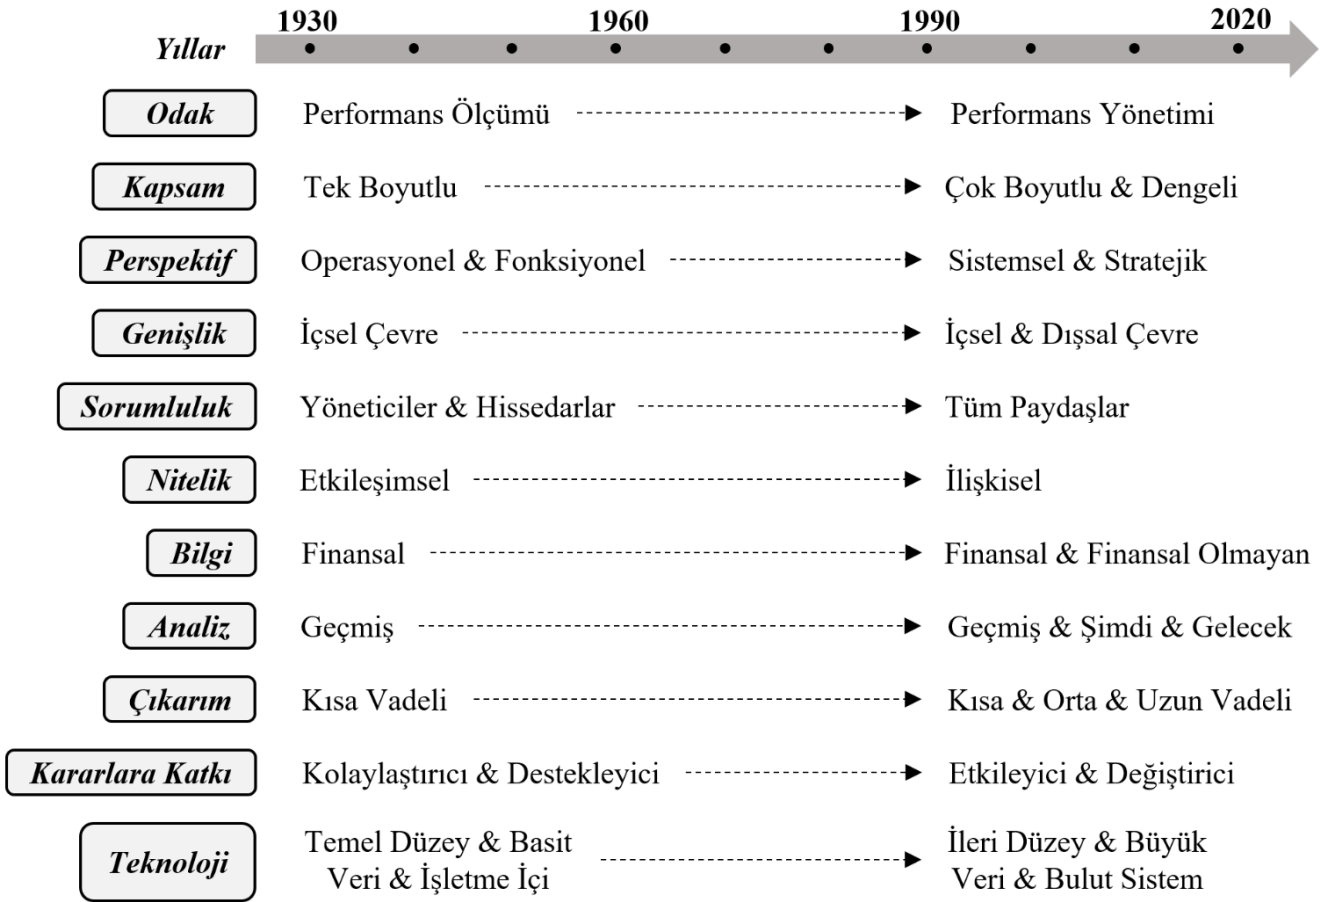 1930 1960 1990 2020
Yıllar
Odak Performans Ölçümü Performans Yönetimi
Kapsam Tek Boyutlu Çok Boyutlu & Dengeli
Perspektif Operasyonel & Fonksiyonel Sistemsel & Stratejik
Genişlik İçsel Çevre İçsel & Dışsal Çevre
Sorumluluk Yöneticiler & Hissedarlar Tüm Paydaşlar
Nitelik Etkileşimsel İlişkisel
Bilgi Finansal Finansal & Finansal Olmayan
Analiz Geçmiş Geçmiş & Şimdi & Gelecek
Çıkarım Kısa Vadeli Kısa & Orta & Uzun Vadeli
Kararlara Katkı Kolaylaştırıcı & Destekleyici Etkileyici & Değiştirici
Teknoloji
Temel Düzey & Basit
Veri & İşletme İçi
İleri Düzey & Büyük
Veri & Bulut Sistem